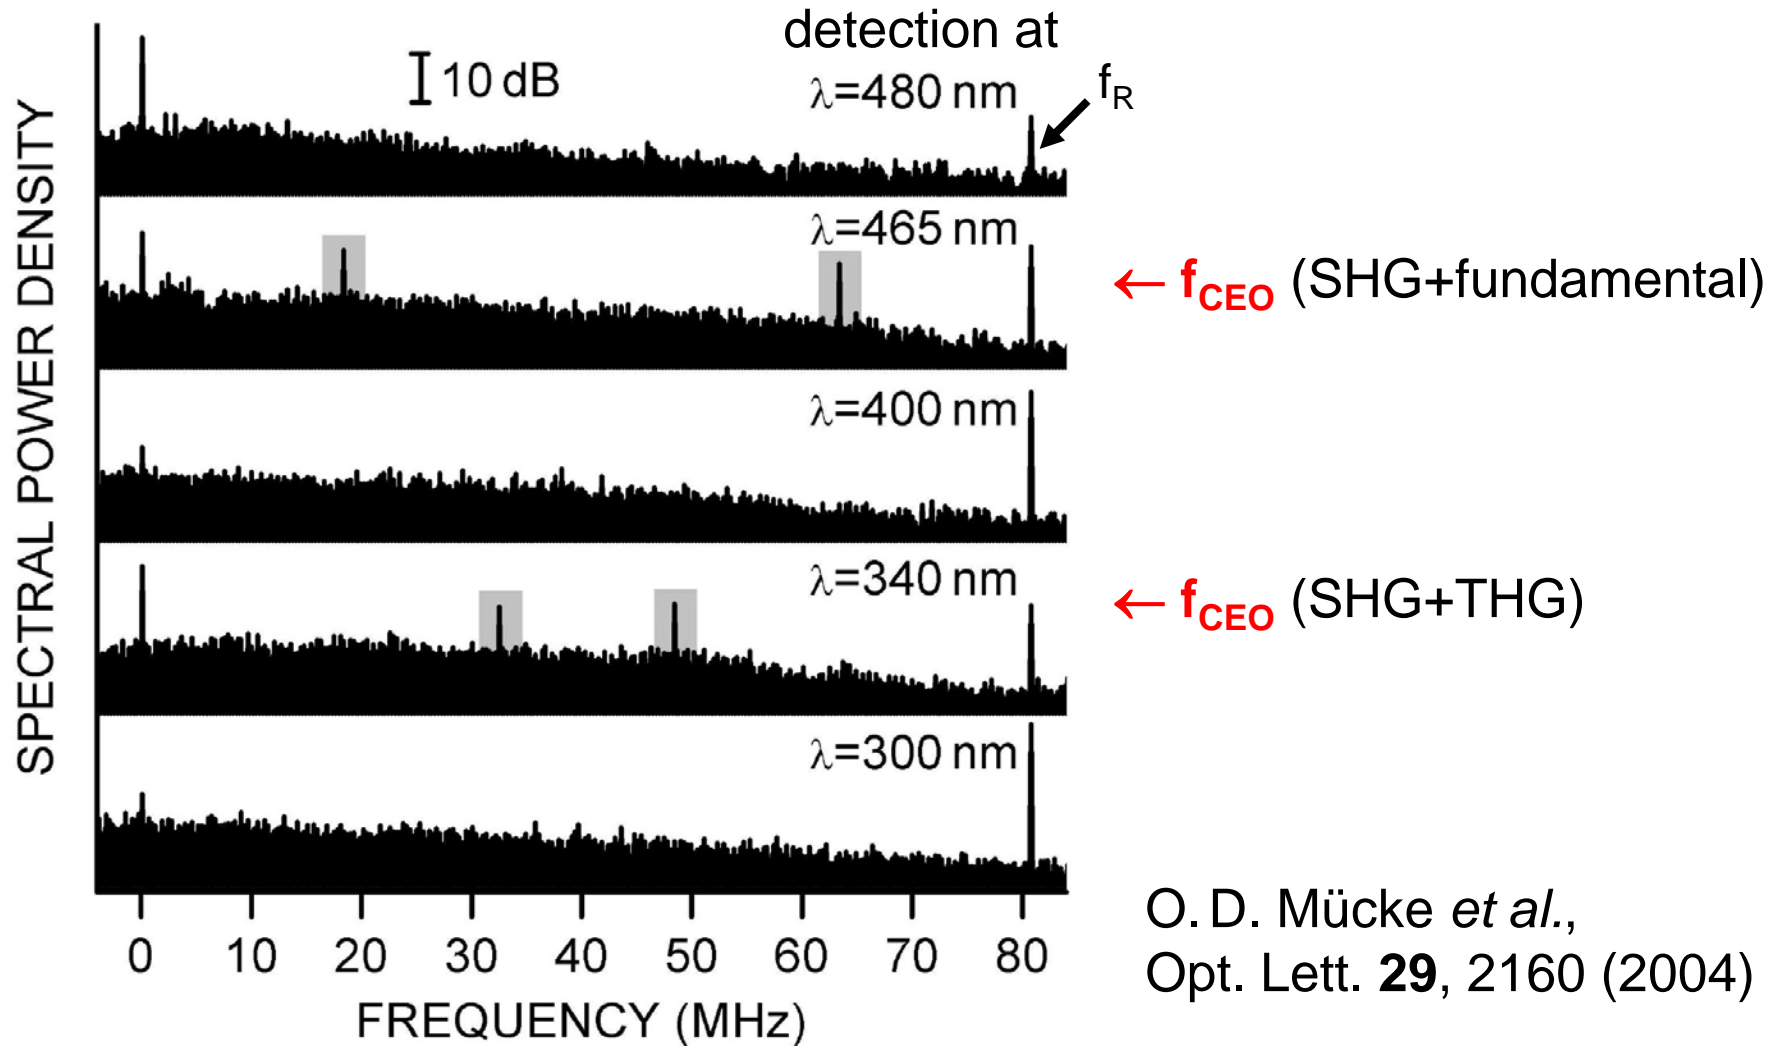 detection at
10 dB
λ=480 nm
f_R
λ=465 nm
← f_CEO (SHG+fundamental)
λ=400 nm
λ=340 nm
← f_CEO (SHG+THG)
λ=300 nm
SPECTRAL POWER DENSITY
0 10 20 30 40 50 60 70 80
FREQUENCY (MHz)
O. D. Mücke et al.,
Opt. Lett. 29, 2160 (2004)